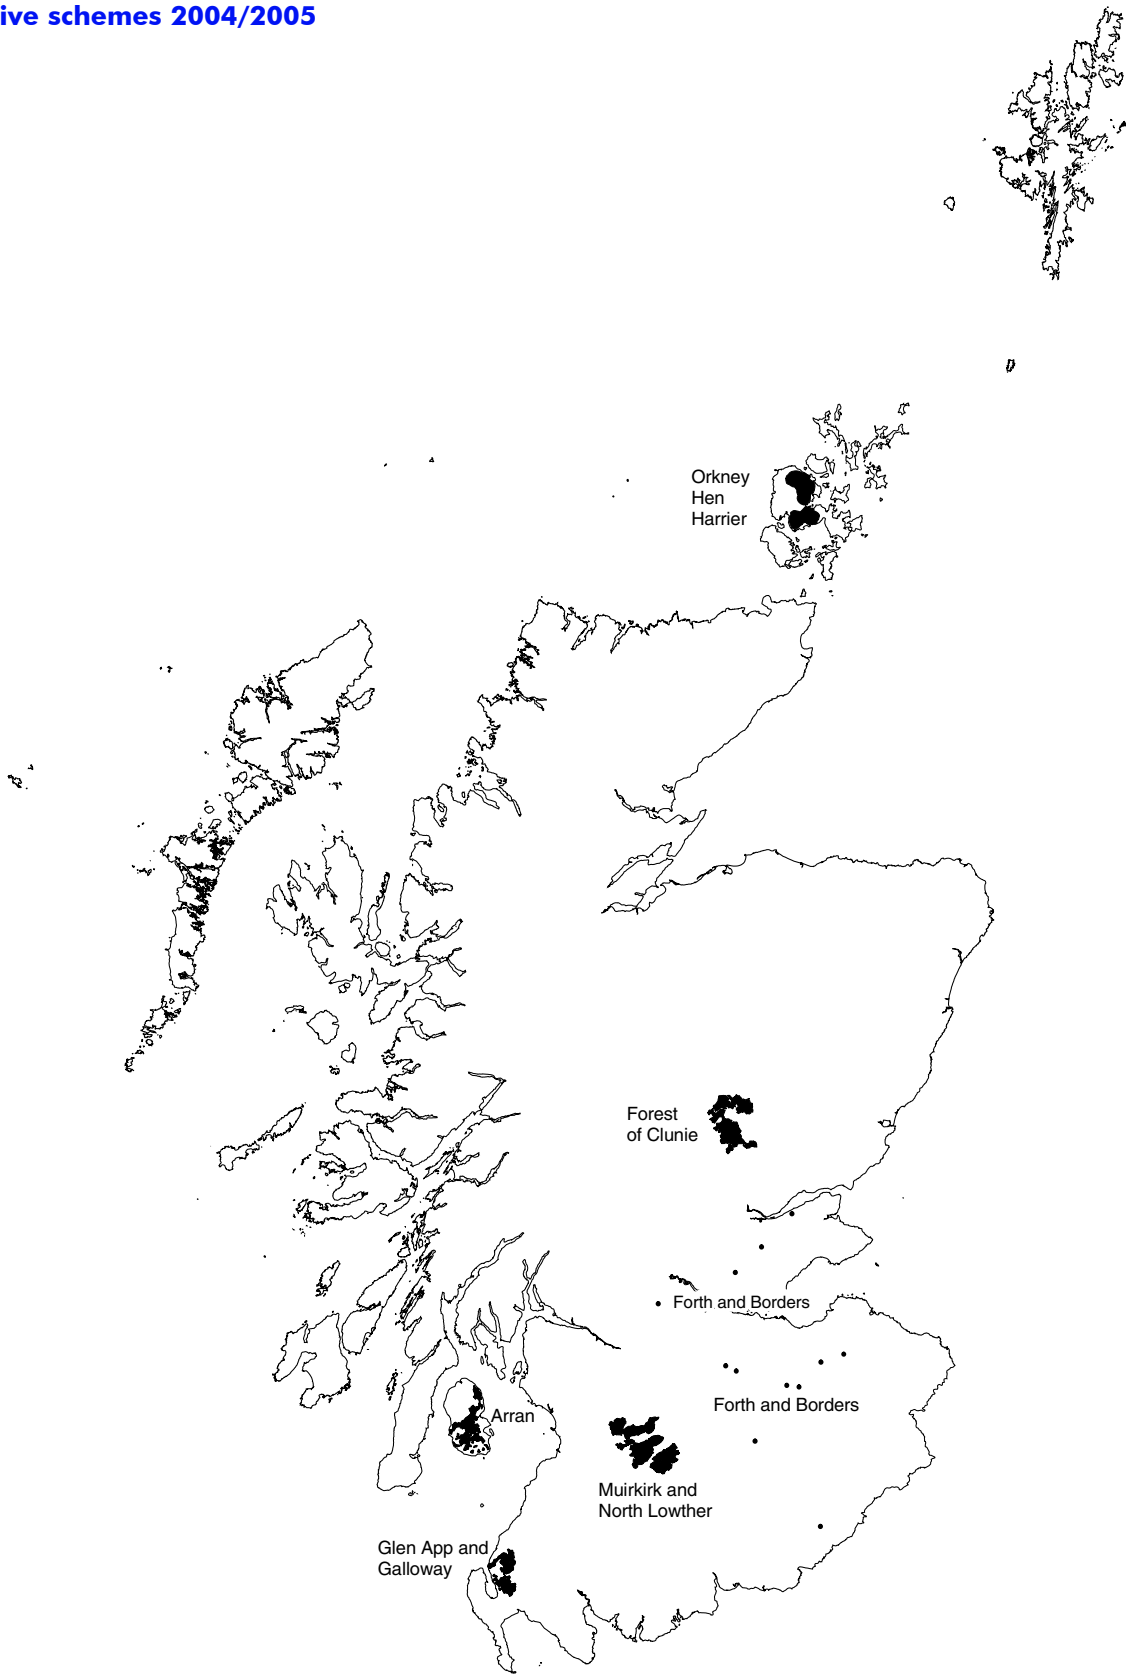 ive schemes 2004/2005
Orkney
Hen
Harrier
Forest
of Clunie
Forth and Borders
Forth and Borders
Arran
Muirkirk and
North Lowther
Glen App and
Galloway